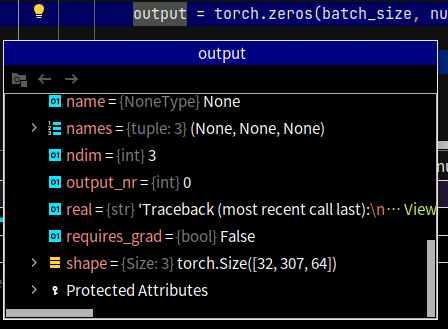 output = torch.zeros(batch_size, nu
output
name = {NoneType} None
names = {tuple: 3} (None, None, None)
ndim = {int} 3
output_nr = {int} 0
real = {str} 'Traceback (most recent call last):\n… View
requires_grad = {bool} False
shape = {Size: 3} torch.Size([32, 307, 64])
Protected Attributes